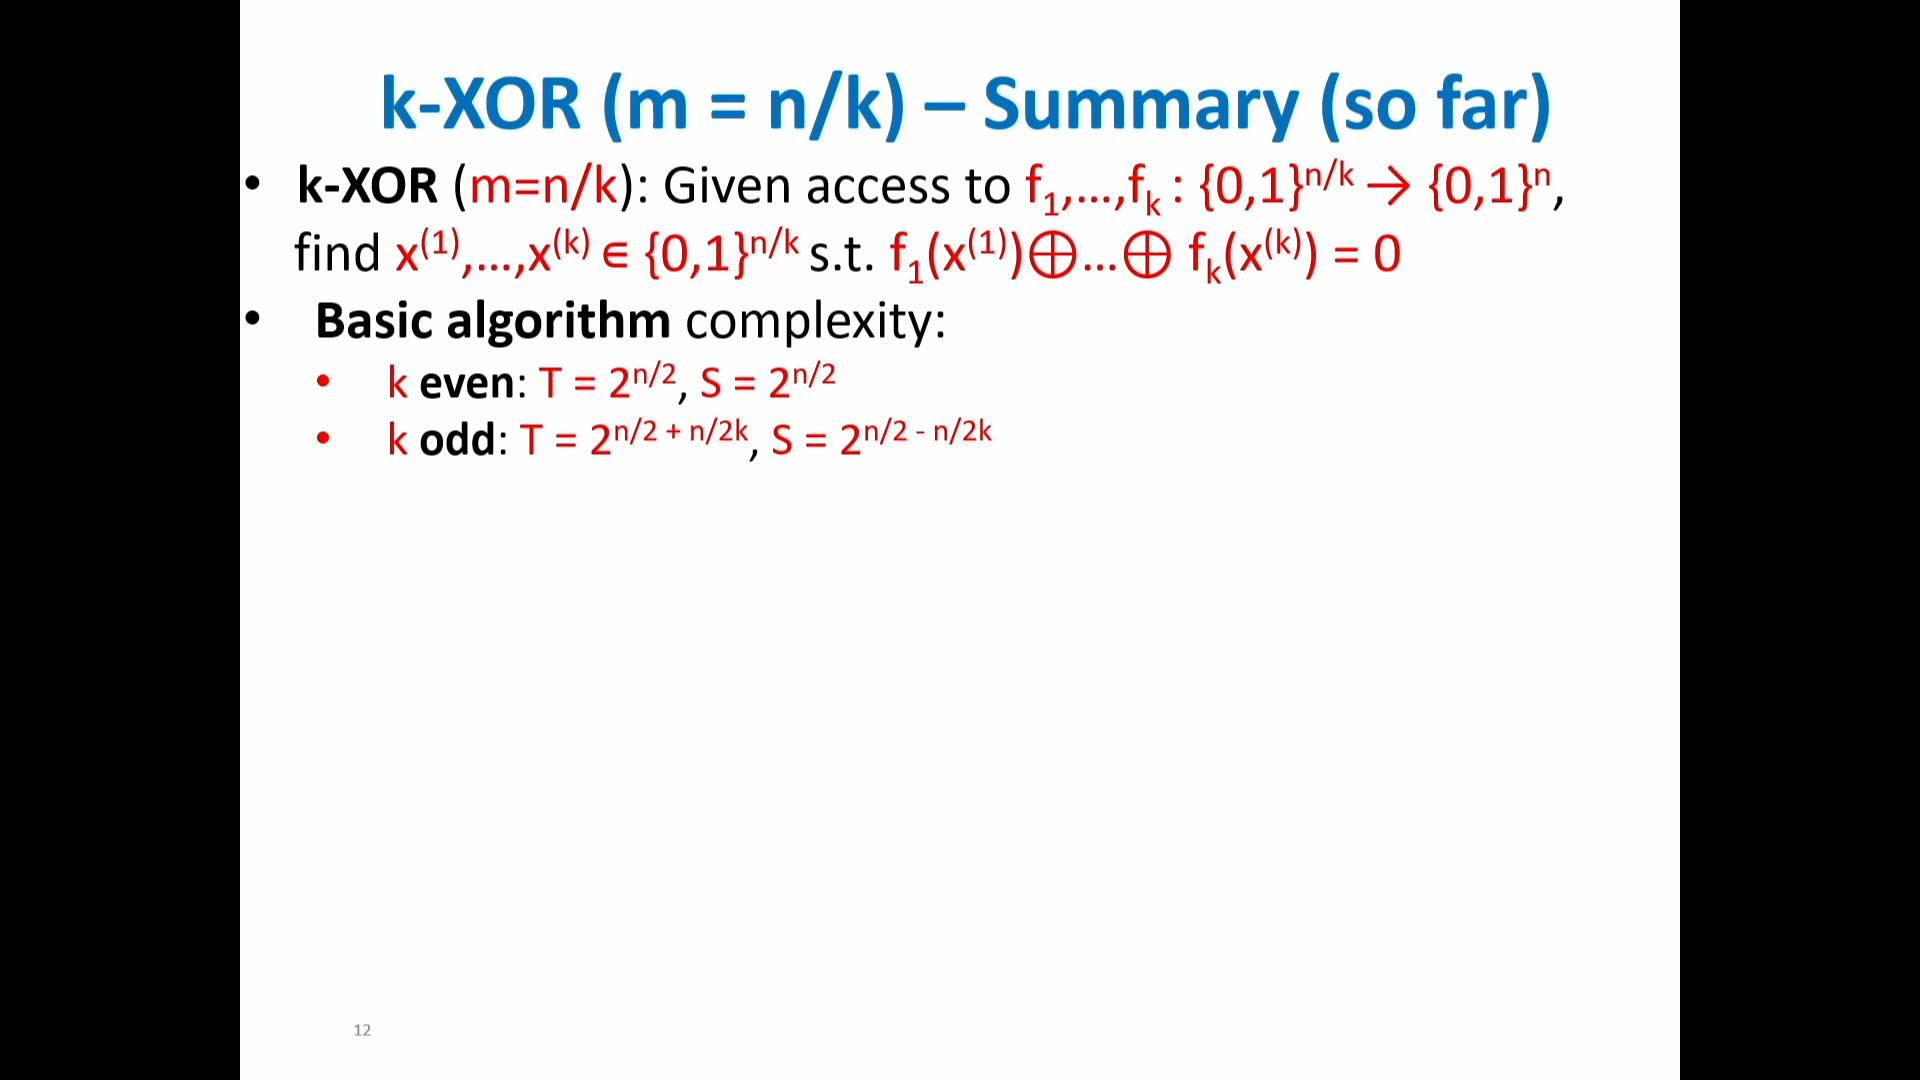 k-XOR (m = n/k) – Summary (so far)
• k-XOR (m=n/k): Given access to f₁,…,fₖ : {0,1}ⁿ/ᵏ → {0,1}ⁿ,
find x⁽¹⁾,…,x⁽ᵏ⁾ ∈ {0,1}ⁿ/ᵏ s.t. f₁(x⁽¹⁾)⊕…⊕ fₖ(x⁽ᵏ⁾) = 0
• Basic algorithm complexity:
• k even: T = 2ⁿ/², S = 2ⁿ/²
• k odd: T = 2ⁿ/² ⁺ ⁿ/²ᵏ, S = 2ⁿ/² ⁻ ⁿ/²ᵏ
12